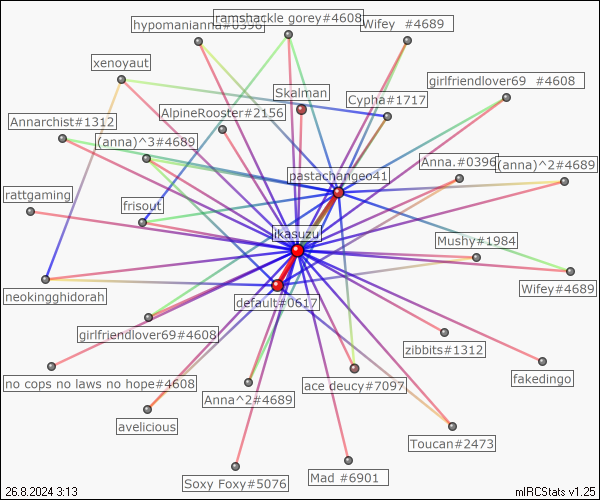 hypomanianna#0396
ramshackle gorey#4608
Wifey  #4689
xenoyaut
girlfriendlover69  #4608
Skalman
Cypha#1717
AlpineRooster#2156
Annarchist#1312
(anna)^3#4689
Anna.#0396
(anna)^2#4689
pastachangeo41
rattgaming
frisout
ikasuzu
Mushy#1984
Wifey#4689
neokingghidorah
default#0617
girlfriendlover69#4608
zibbits#1312
fakedingo
no cops no laws no hope#4608
ace deucy#7097
Anna^2#4689
avelicious
Toucan#2473
Soxy Foxy#5076
Mad #6901
26.8.2024 3:13
mIRCStats v1.25